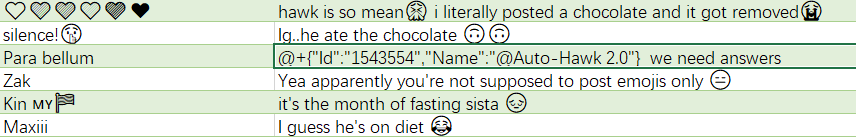 ♡♡♡♡♡♥ hawk is so mean😫 i literally posted a chocolate and it got removed😭
silence!🤫 Ig..he ate the chocolate 🙃🙃
Para bellum @+{"Id":"1543554","Name":"@Auto-Hawk 2.0"}  we need answers
Zak Yea apparently you're not supposed to post emojis only 😑
Kin ᴍʏ🏴 it's the month of fasting sista 😔
Maxiii I guess he's on diet 😂